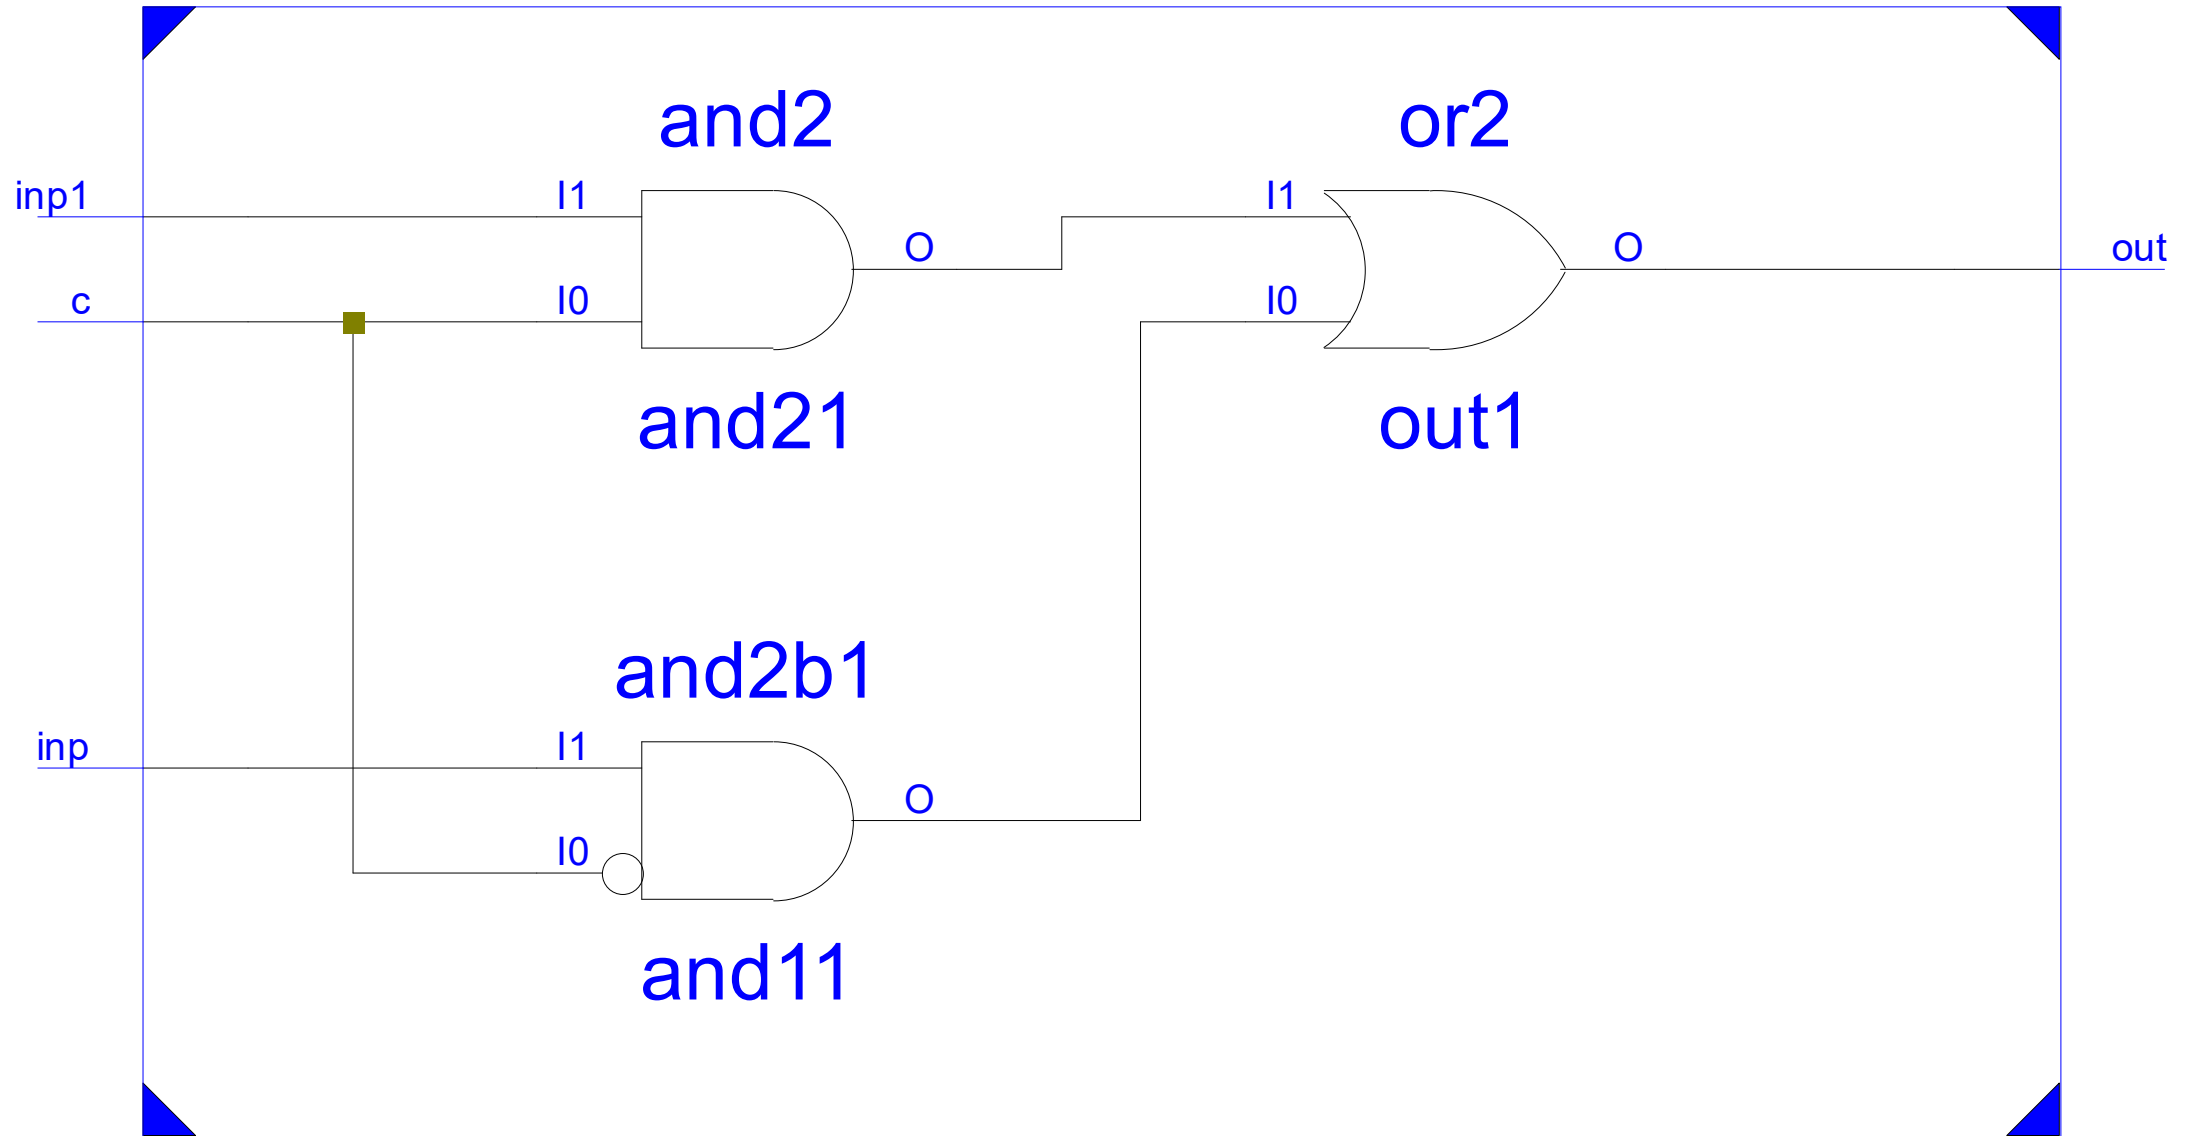 and2
or2
inp1
I1
O
I1
O
out
c
I0
I0
and21
out1
and2b1
inp
I1
O
I0
and11